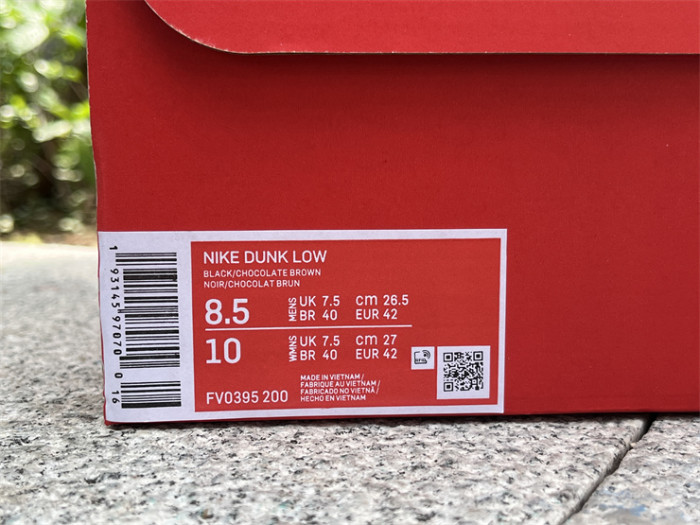 NIKE DUNK LOW
BLACK/CHOCOLATE BROWN
NOIR/CHOCOLAT BRUN
8.5 MENS UK 7.5 cm 26.5
BR 40 EUR 42
10 WMNS UK 7.5 cm 27
BR 40 EUR 42
FV0395 200
MADE IN VIETNAM /
FABRIQUÉ AU VIETNAM /
FABRICADO NO VIETNÃ /
HECHO EN VIETNAM
1 93145 97070 0 16